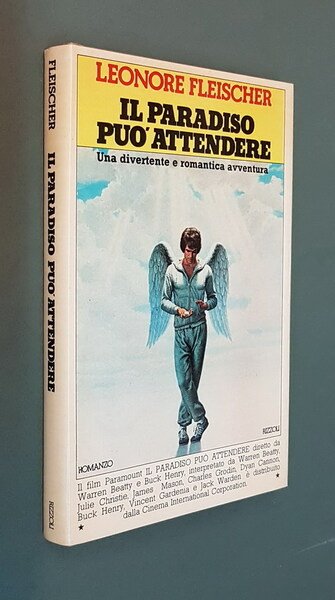 FLEISCHER IL PARADISO PUO' ATTENDERE RIZZOLI
LEONORE FLEISCHER
IL PARADISO
PUO' ATTENDERE
Una divertente e romantica avventura
RIZZOLI
ROMANZO
Il film Paramount IL PARADISO PUO ATTENDERE diretto da
Warren Beatty e Buck Henry, interpretato da Warren Beatty,
Julie Christie, James Mason, Charles Grodin, Dyan Cannon,
Buck Henry, Vincent Gardenia e Jack Warden è distribuito
dalla Cinema International Corporation.